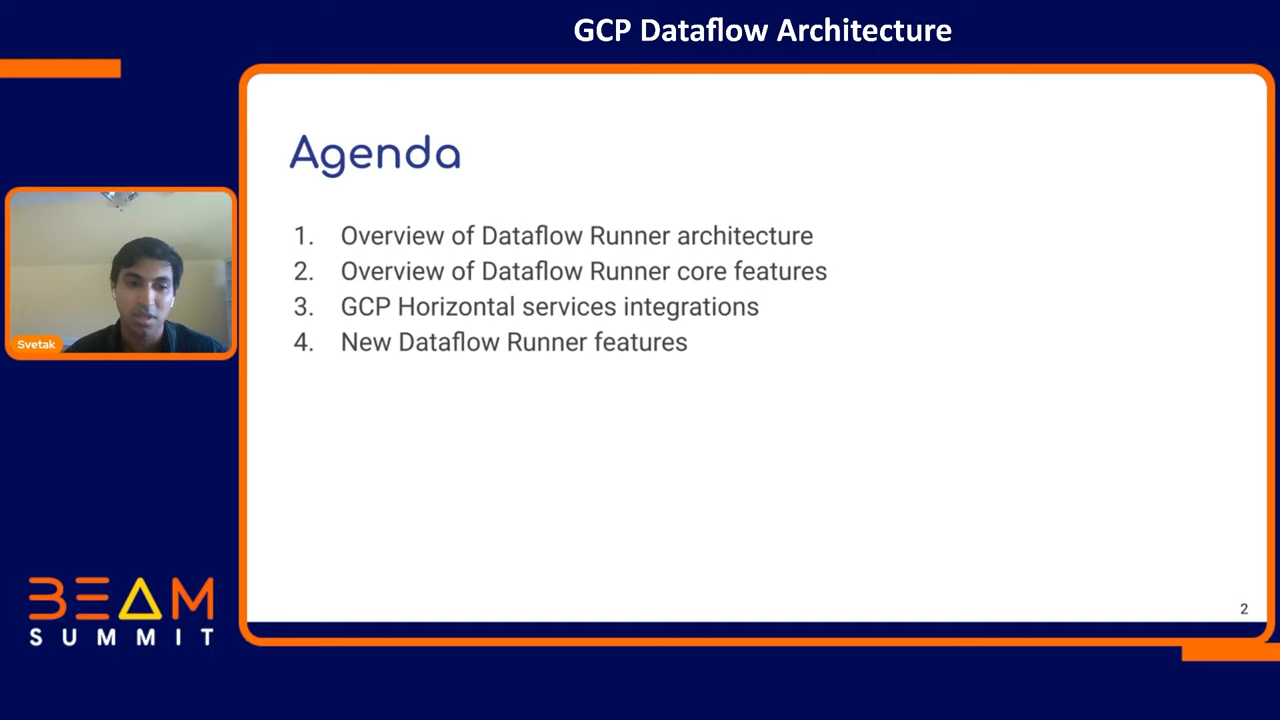 GCP Dataflow Architecture
Agenda
1. Overview of Dataflow Runner architecture
2. Overview of Dataflow Runner core features
3. GCP Horizontal services integrations
4. New Dataflow Runner features
Svetak
BEAM
SUMMIT
2